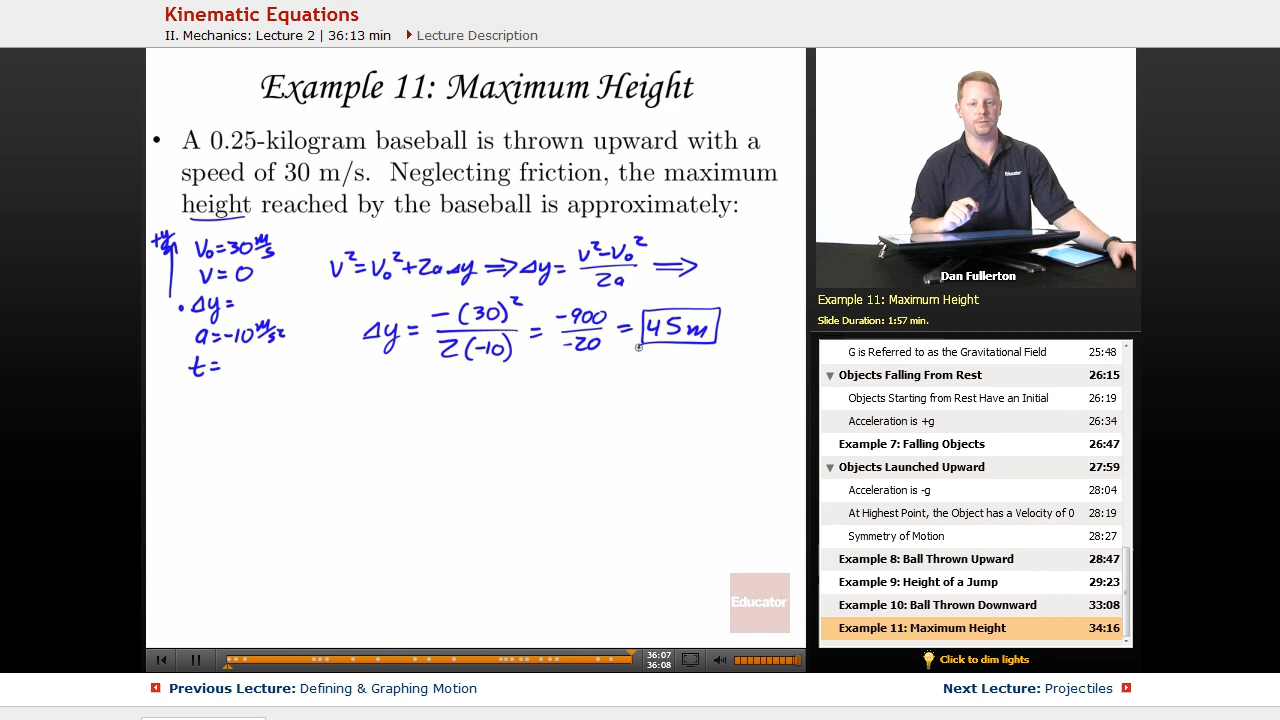 Kinematic Equations
II. Mechanics: Lecture 2 | 36:13 min Lecture Description
Example 11: Maximum Height
• A 0.25-kilogram baseball is thrown upward with a
speed of 30 m/s. Neglecting friction, the maximum
height reached by the baseball is approximately:
+y
V₀=30 m/s
V=0
Δy=
a=-10 m/s²
t=
V²=V₀²+2aΔy ⇒ Δy= V²-V₀²/2a ⇒
Δy = -(30)²/2(-10) = -900/-20 = 45m
Educator
Educator
Dan Fullerton
Example 11: Maximum Height
Slide Duration: 1:57 min.
G is Referred to as the Gravitational Field 25:48
Objects Falling From Rest 26:15
Objects Starting from Rest Have an Initial 26:19
Acceleration is +g 26:34
Example 7: Falling Objects 26:47
Objects Launched Upward 27:59
Acceleration is -g 28:04
At Highest Point, the Object has a Velocity of 0 28:19
Symmetry of Motion 28:27
Example 8: Ball Thrown Upward 28:47
Example 9: Height of a Jump 29:23
Example 10: Ball Thrown Downward 33:08
Example 11: Maximum Height 34:16
36:07
36:08
Click to dim lights
Previous Lecture: Defining & Graphing Motion
Next Lecture: Projectiles